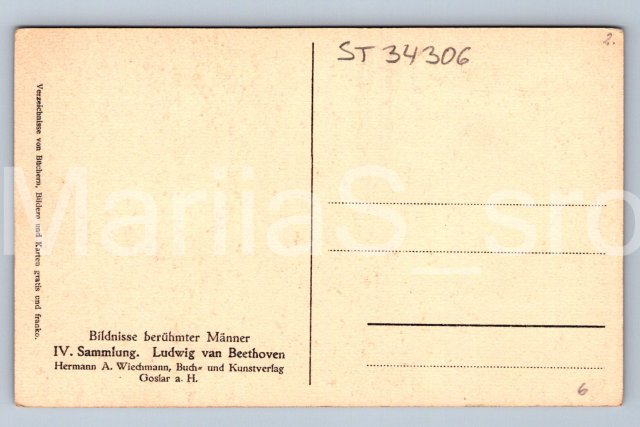 ST 34306
2.
Verzeichnisse von Büchern, Bildern und Karten gratis und franko.
MariiaS_sro
Bildnisse berühmter Männer
IV. Sammlung. Ludwig van Beethoven
Hermann A. Wiechmann, Buch- und Kunstverlag
Goslar a. H.
6